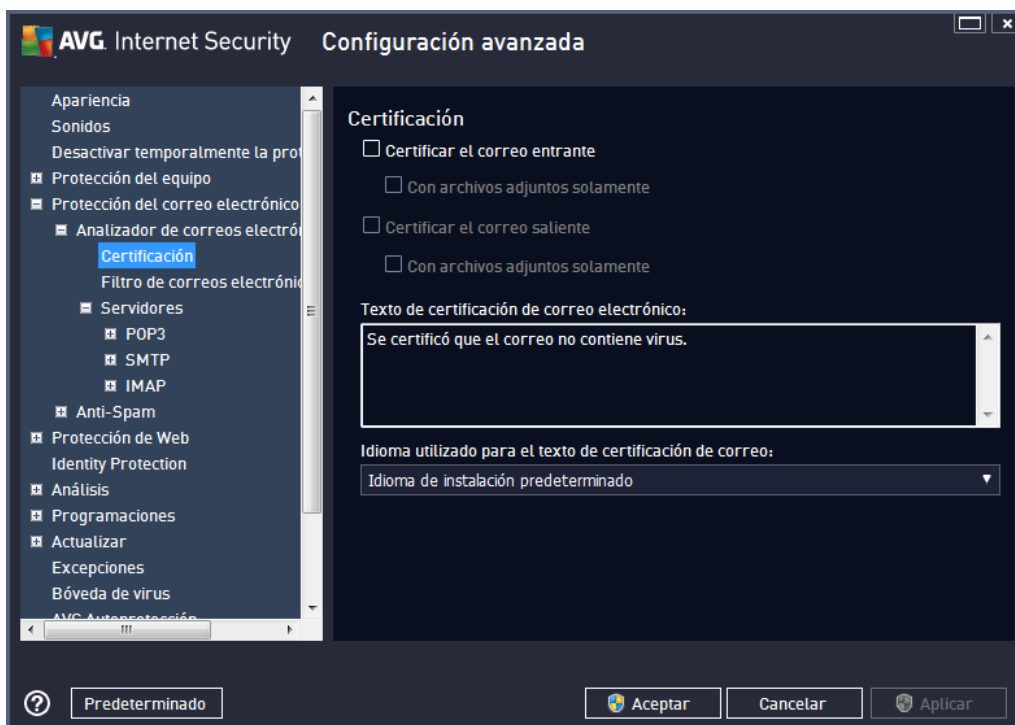 AVG. Internet Security Configuración avanzada
Apariencia
Sonidos
Desactivar temporalmente la prot
Protección del equipo
Protección del correo electrónico
Analizador de correos electró
Certificación
Filtro de correos electrónic
Servidores
POP3
SMTP
IMAP
Anti-Spam
Protección de Web
Identity Protection
Análisis
Programaciones
Actualizar
Excepciones
Bóveda de virus
AVG Autoprotección
Certificación
Certificar el correo entrante
Con archivos adjuntos solamente
Certificar el correo saliente
Con archivos adjuntos solamente
Texto de certificación de correo electrónico:
Se certificó que el correo no contiene virus.
Idioma utilizado para el texto de certificación de correo:
Idioma de instalación predeterminado
? Predeterminado Aceptar Cancelar Aplicar